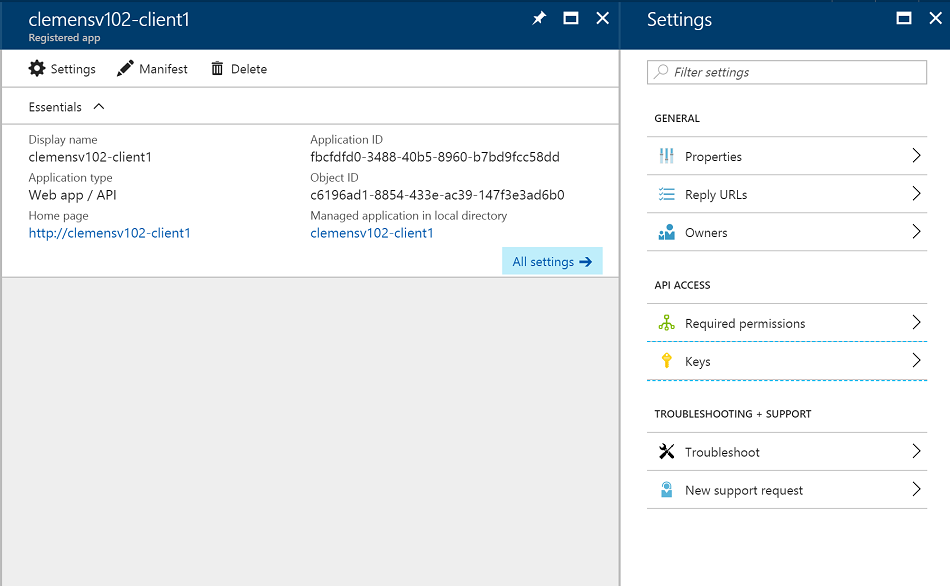 clemensv102-client1
Registered app
Settings Manifest Delete
Essentials
Display name
clemensv102-client1
Application type
Web app / API
Home page
http://clemensv102-client1
Application ID
fbcfdfd0-3488-40b5-8960-b7bd9fcc58dd
Object ID
c6196ad1-8854-433e-ac39-147f3e3ad6b0
Managed application in local directory
clemensv102-client1
All settings
Settings
Filter settings
GENERAL
Properties
Reply URLs
Owners
API ACCESS
Required permissions
Keys
TROUBLESHOOTING + SUPPORT
Troubleshoot
New support request